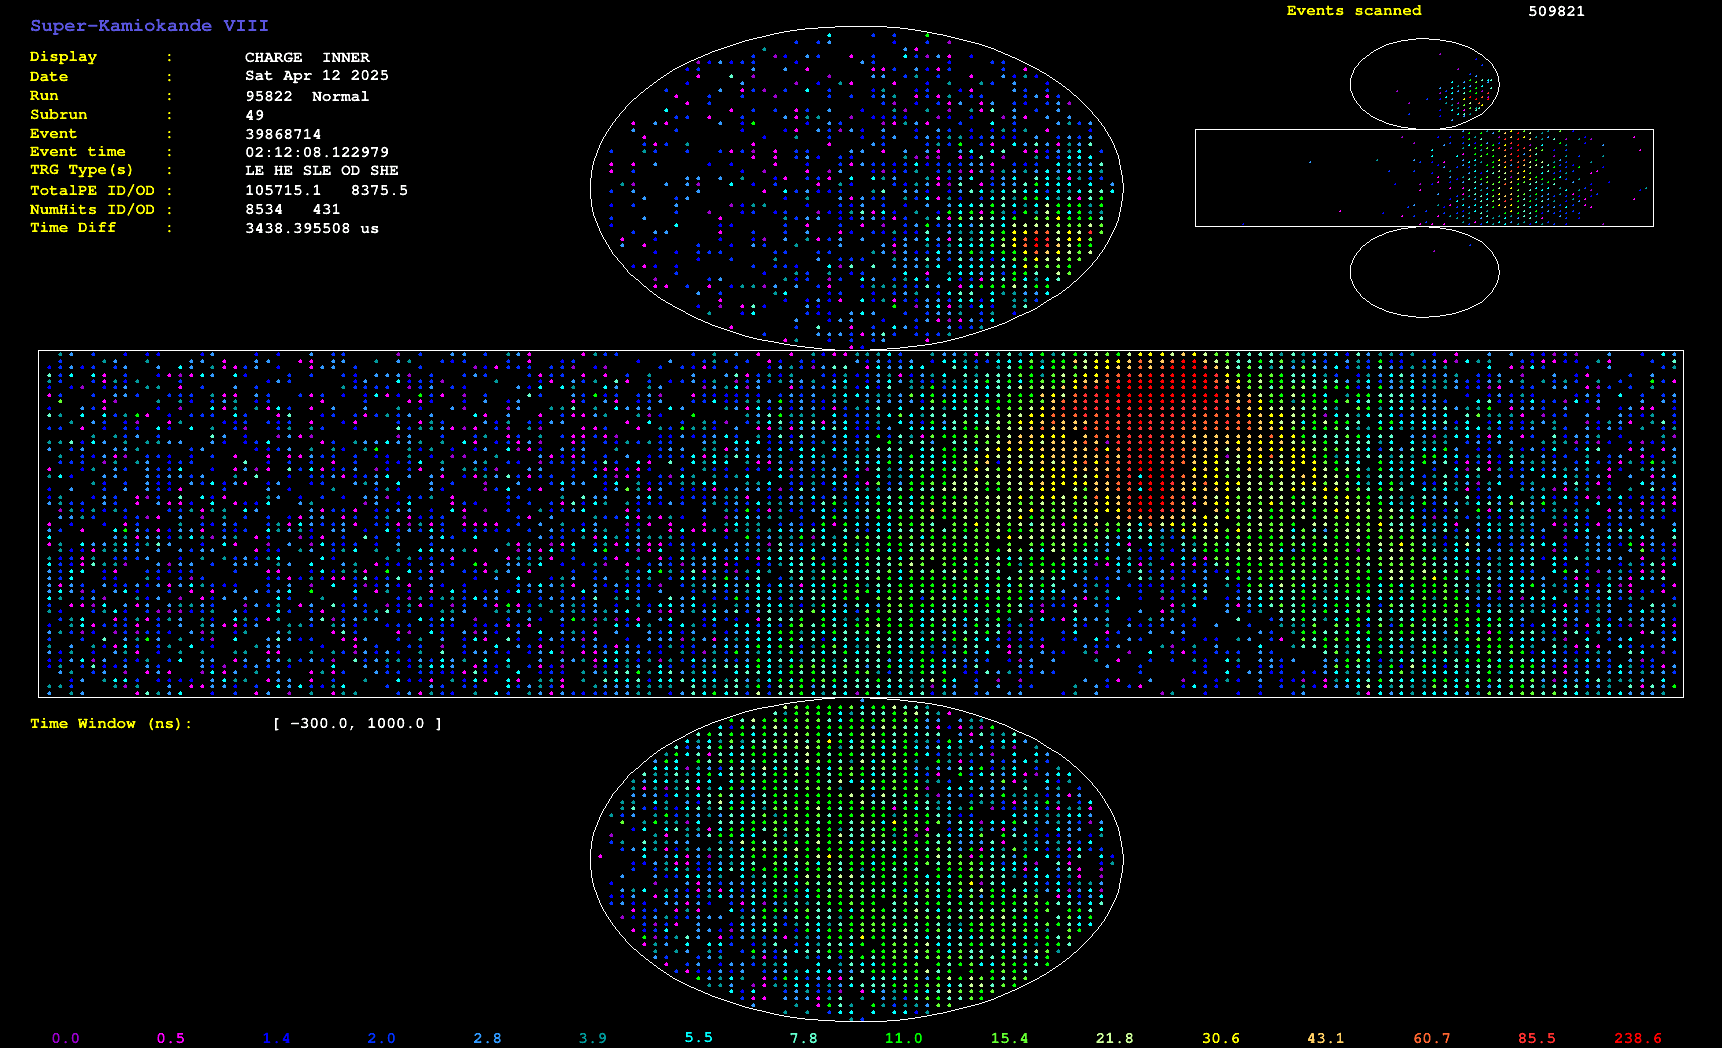 Super-Kamiokande VIII
Display : CHARGE INNER
Date : Sat Apr 12 2025
Run : 95822 Normal
Subrun : 49
Event : 39868714
Event time : 02:12:08.122979
TRG Type(s) : LE HE SLE OD SHE
TotalPE ID/OD : 105715.1 8375.5
NumHits ID/OD : 8534 431
Time Diff : 3438.395508 us
Events scanned 509821
Time Window (ns): [ -300.0, 1000.0 ]
0.0 0.5 1.4 2.0 2.8 3.9 5.5 7.8 11.0 15.4 21.8 30.6 43.1 60.7 85.5 238.6